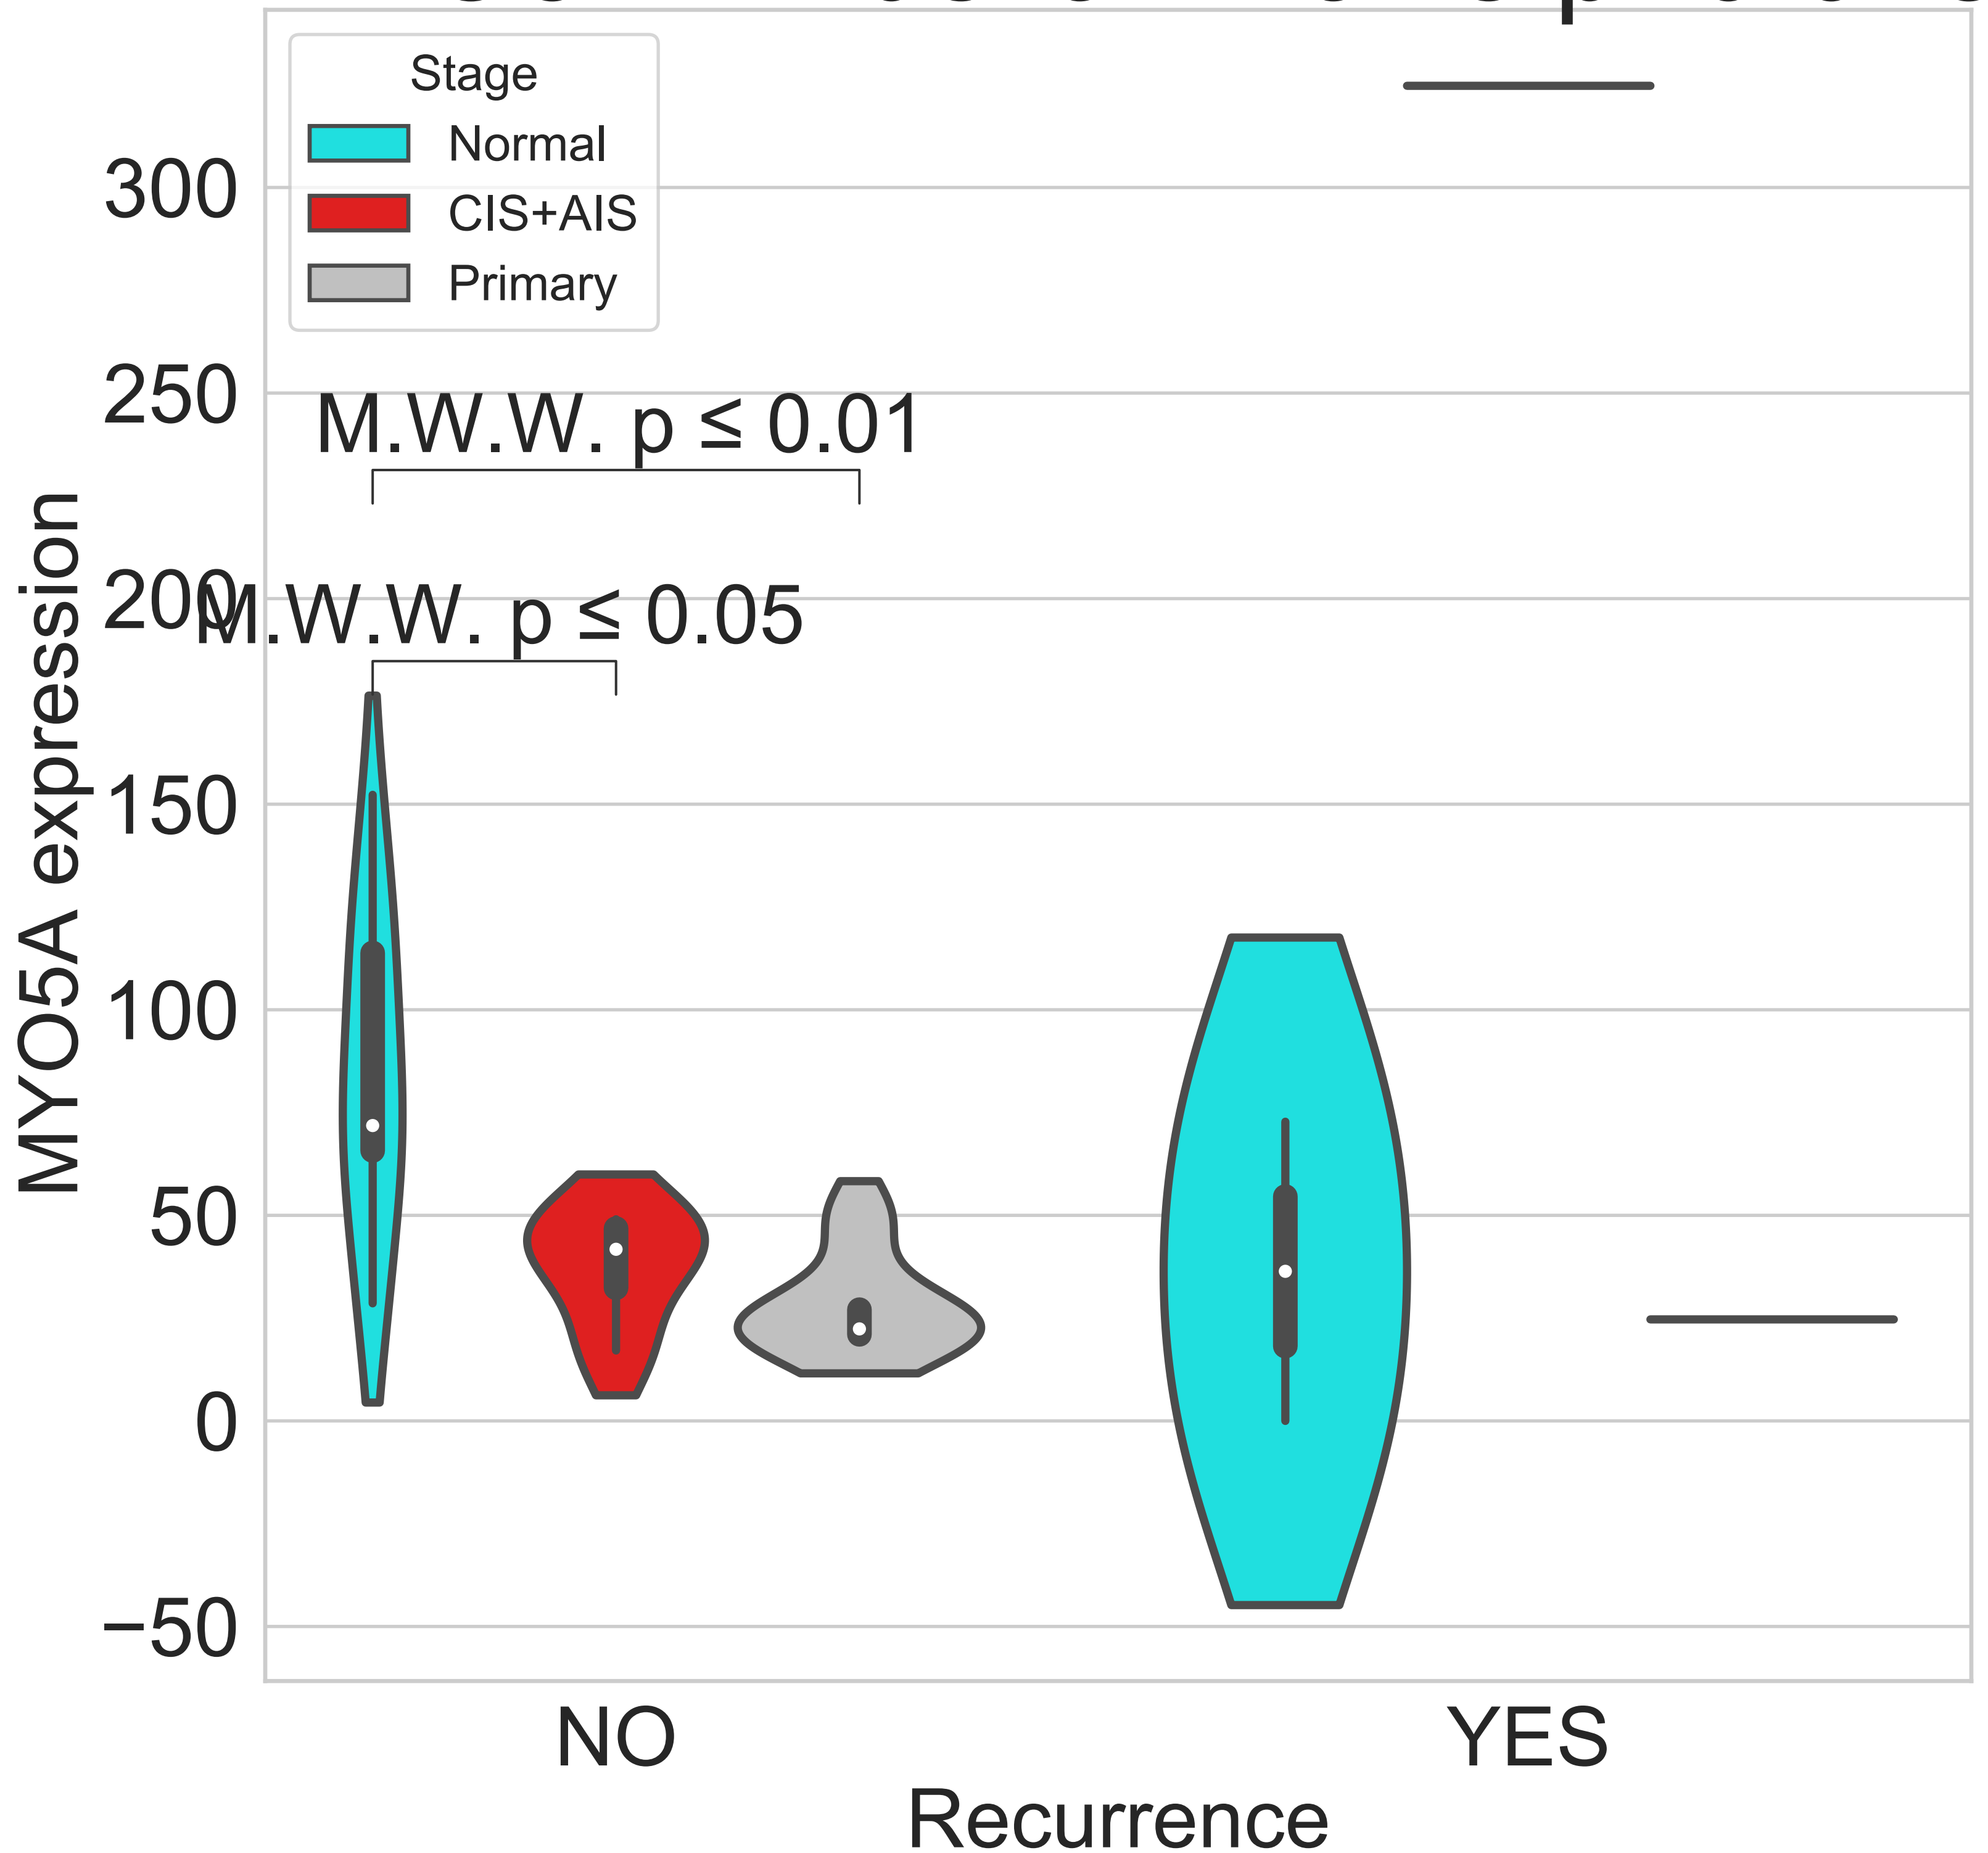 Stage
Normal
CIS+AIS
Primary
300
250
200
150
100
50
0
−50
M.W.W. p ≤ 0.01
M.W.W. p ≤ 0.05
MYO5A expression
NO
YES
Recurrence